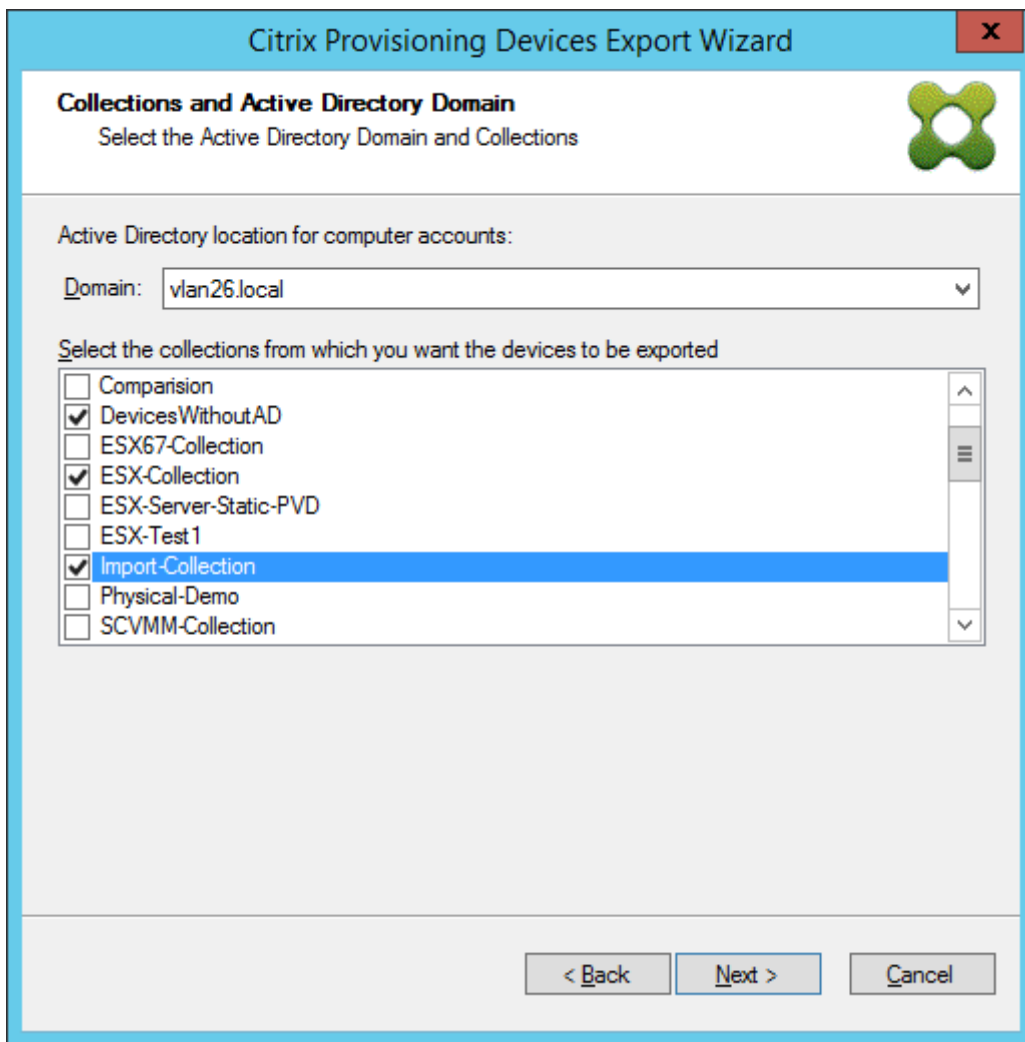 Citrix Provisioning Devices Export Wizard
x
Collections and Active Directory Domain
Select the Active Directory Domain and Collections
Active Directory location for computer accounts:
Domain: vlan26.local
Select the collections from which you want the devices to be exported
Comparision
DevicesWithoutAD
ESX67-Collection
ESX-Collection
ESX-Server-Static-PVD
ESX-Test1
Import-Collection
Physical-Demo
SCVMM-Collection
< Back Next > Cancel